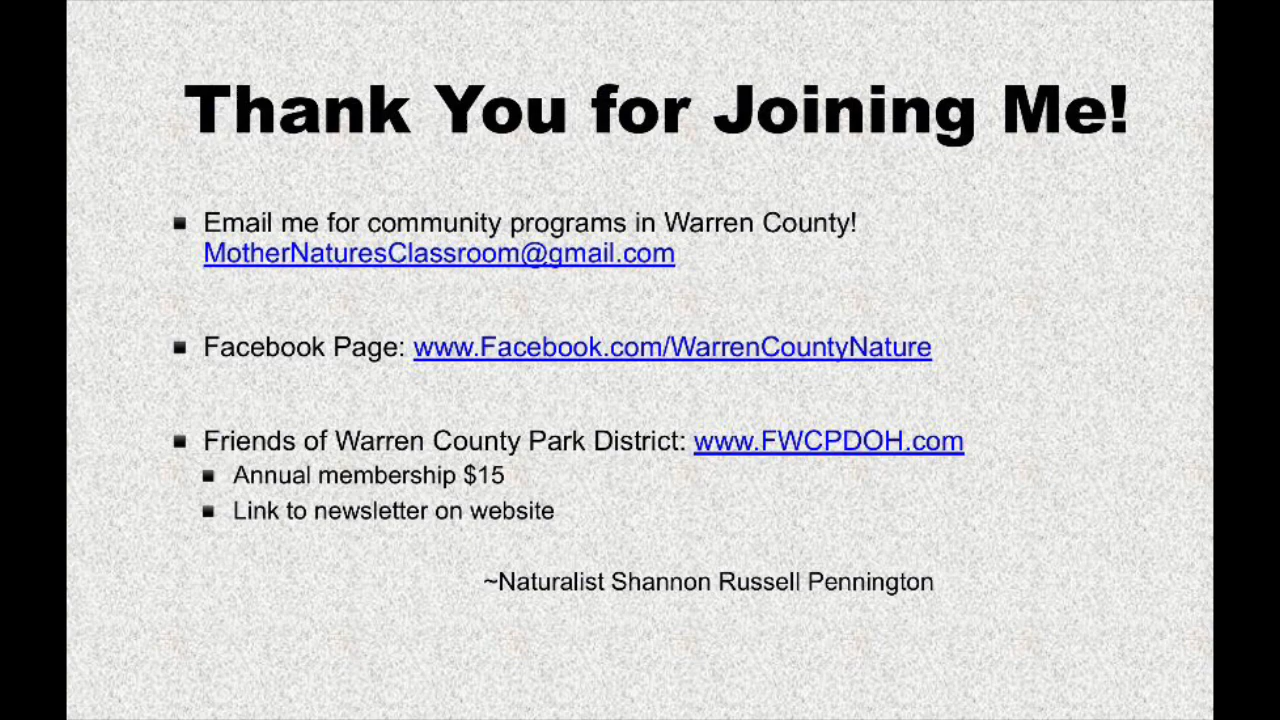 Thank You for Joining Me!
Email me for community programs in Warren County!
MotherNaturesClassroom@gmail.com
Facebook Page: www.Facebook.com/WarrenCountyNature
Friends of Warren County Park District: www.FWCPDOH.com
Annual membership $15
Link to newsletter on website
~Naturalist Shannon Russell Pennington